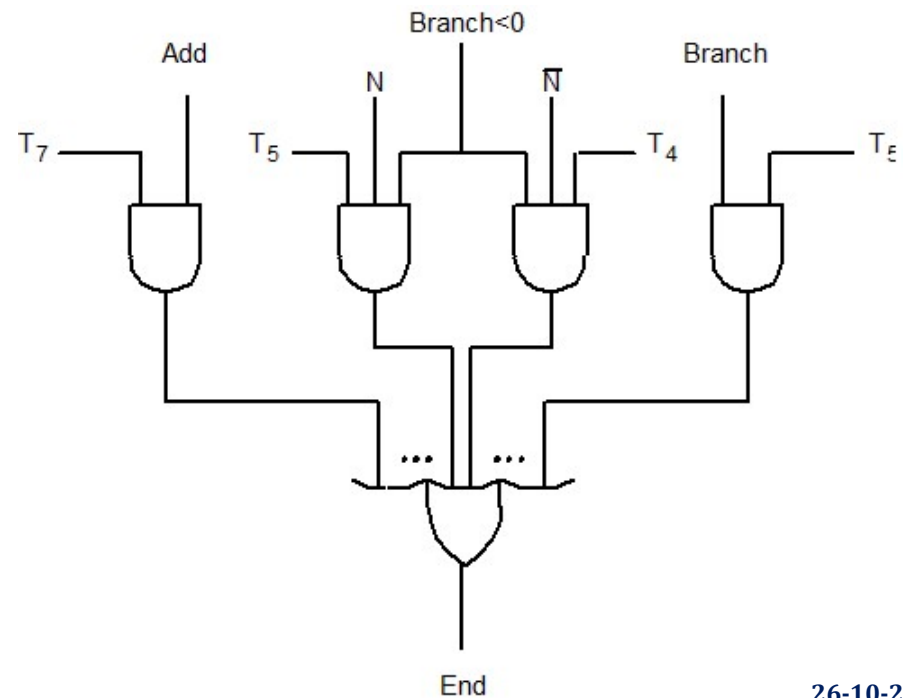 Branch<0
Add
Branch
N
N̅
T₇
T₅
T₄
T₅
...
...
End
26-10-2